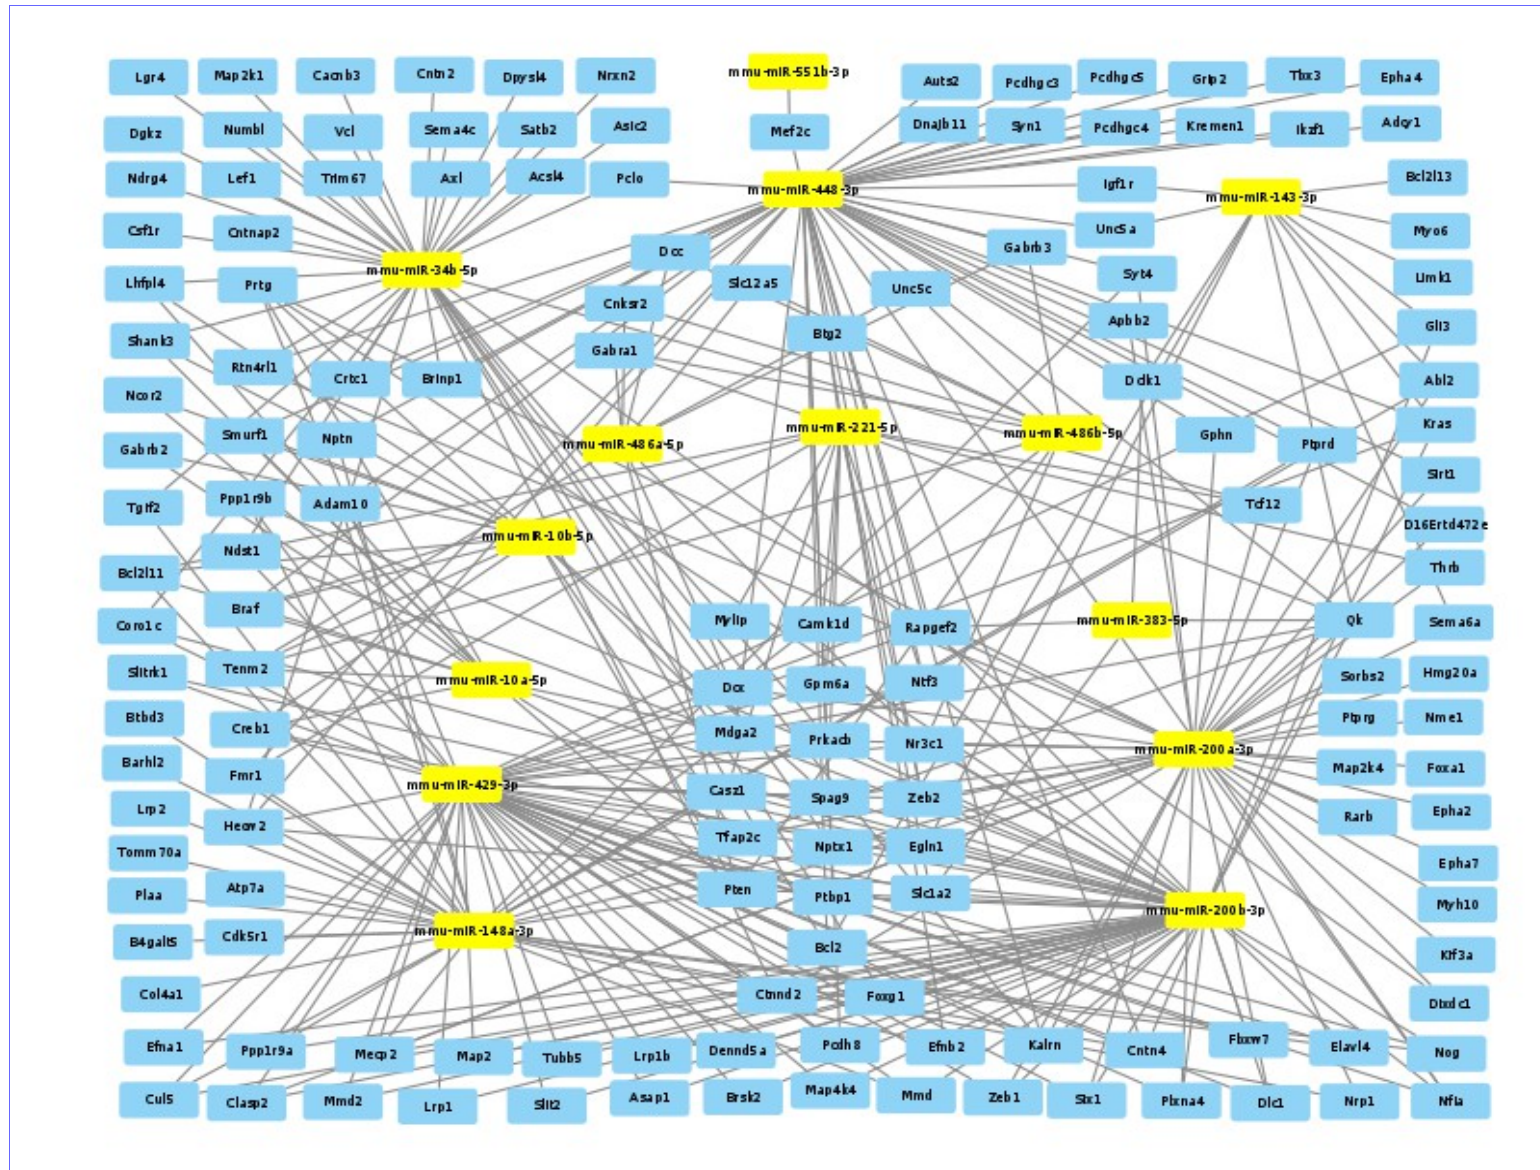 Lgr4
Map2k1
Cacnb3
Cntn2
Dpysl4
Nrxn2
mmu-miR-551b-3p
Auts2
Pcdhgc3
Pcdhgc5
Grip2
Tbx3
Epha4
Dgkz
Numbl
Vcl
Sema4c
Satb2
Asic2
Mef2c
Dnajb11
Syn1
Pcdhgc4
Kremen1
Ikzf1
Adcy1
Ndrg4
Lef1
Trim67
Axl
Acsl4
Pclo
mmu-miR-448-3p
Igf1r
mmu-miR-143-3p
Bcl2l13
Csf1r
Cntnap2
Unc5a
Myo6
Dcc
Gabrb3
Lhfpl4
Prtg
mmu-miR-34b-5p
Slc12a5
Unc5c
Syt4
Limk1
Cnksr2
Shank3
Btg2
Apbb2
Gli3
Rtn4rl1
Crtc1
Brinp1
Gabra1
Dclk1
Abl2
Ncor2
Smurf1
Nptn
mmu-miR-486a-5p
mmu-miR-221-5p
mmu-miR-486b-5p
Gphn
Ptprd
Kras
Gabrb2
Sirt1
Tgif2
Ppp1r9b
Adam10
Tcf12
D16Ertd472e
mmu-miR-10b-5p
Ndst1
Bcl2l11
Thrb
Braf
Coro1c
Mylip
Camk1d
Rapgef2
mmu-miR-383-5p
Qk
Sema6a
Slitrk1
Tenm2
mmu-miR-10a-5p
Dcx
Gpm6a
Ntf3
Sorbs2
Hmg20a
Btbd3
Creb1
Mdga2
Prkacb
Nr3c1
mmu-miR-200a-3p
Ptprg
Nme1
Barhl2
Fmr1
mmu-miR-429-3p
Casz1
Spag9
Zeb2
Map2k4
Foxa1
Lrp2
Hecw2
Rarb
Epha2
Tomm70a
Tfap2c
Nptx1
Egln1
Epha7
Plaa
Atp7a
Pten
Ptbp1
Slc1a2
mmu-miR-200b-3p
Myh10
B4galt5
Cdk5r1
mmu-miR-148a-3p
Bcl2
Kif3a
Col4a1
Ctnnd2
Foxg1
Dixdc1
Efna1
Ppp1r9a
Mecp2
Map2
Tubb5
Lrp1b
Dennd5a
Pcdh8
Efnb2
Kalrn
Cntn4
Fbxw7
Elavl4
Nog
Cul5
Clasp2
Mmd2
Lrp1
Slit2
Asap1
Brsk2
Map4k4
Mmd
Zeb1
Stx1
Plxna4
Dlc1
Nrp1
Nfia